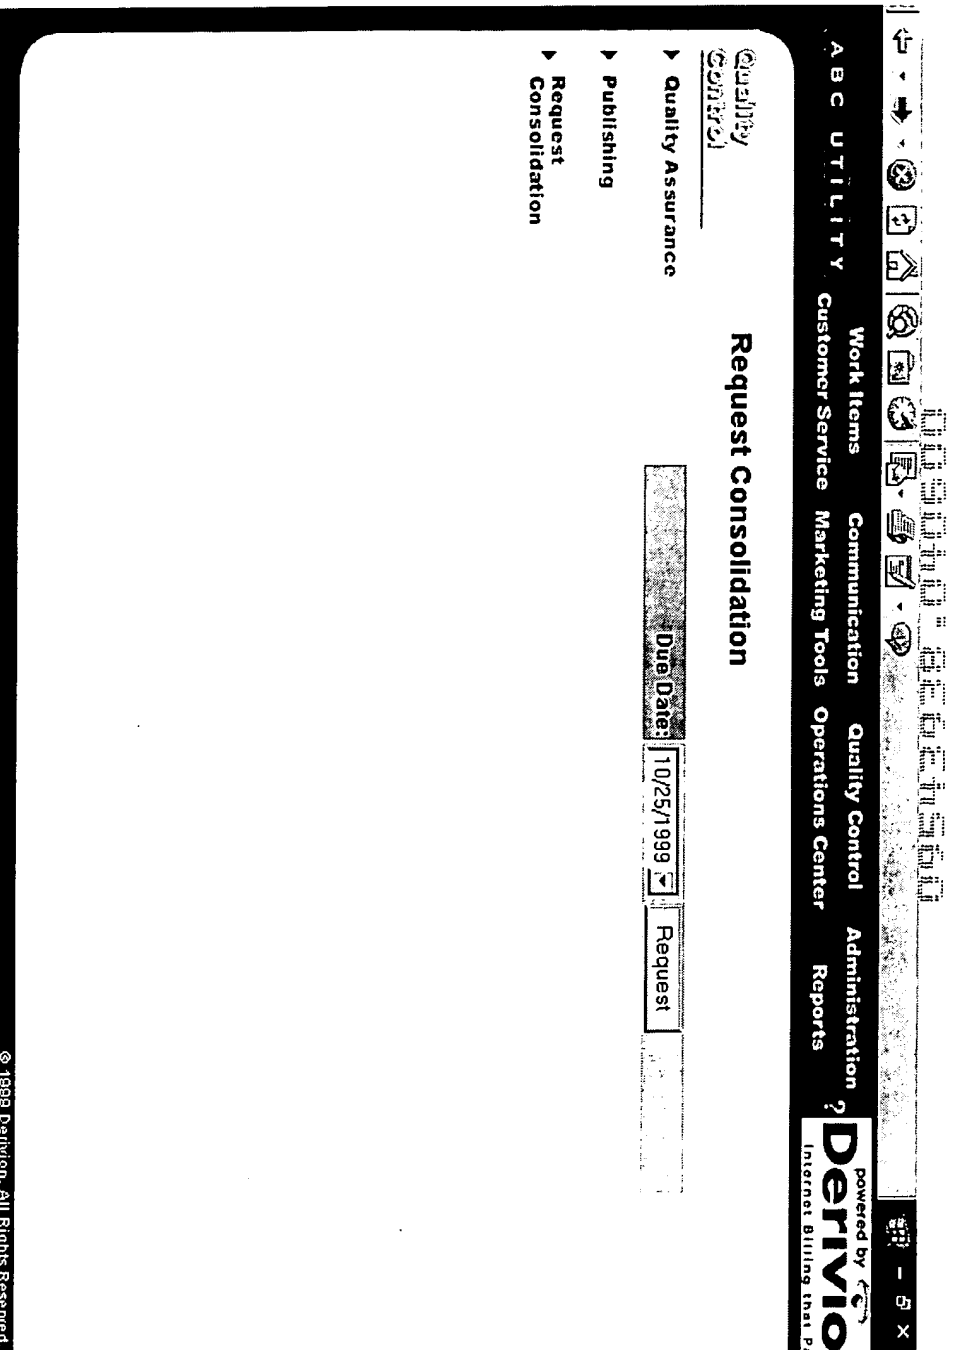 ABC UTILITY
Work Items Communication Quality Control Administration
Customer Service Marketing Tools Operations Center Reports ?
powered by
Derivio
Internet Billing that P
Quality
Control
Quality Assurance
Publishing
Request
Consolidation
Request Consolidation
Due Date: 10/25/1999 Request
© 1999 Derivion. All Rights Reserved